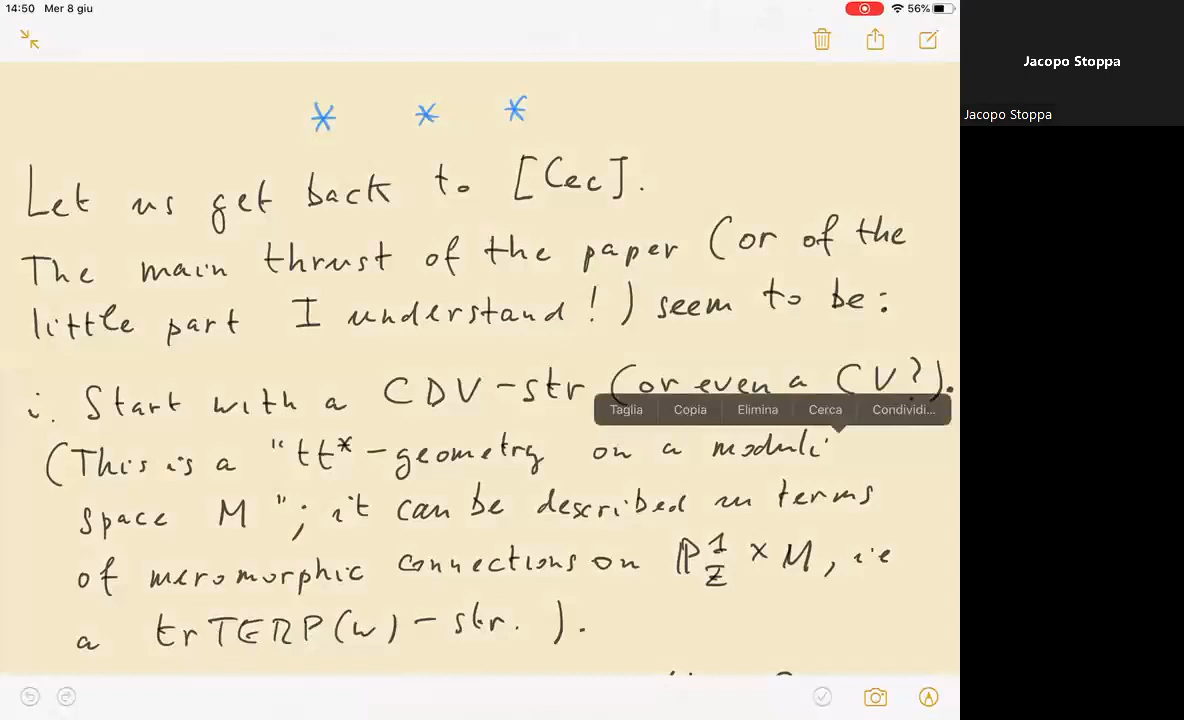 14:50 Mer 8 giu
56%
* * *
Let us get back to [Cec].
The main thrust of the paper (or of the
little part I understand!) seem to be:
i. Start with a CDV-str (or even a CV?).
Taglia Copia Elimina Cerca Condividi...
(This is a "tt*-geometry on a moduli
space M"; it can be described in terms
of meromorphic connections on ℙ¹_z × M, i.e
a trTERP(w)-str.).
Jacopo Stoppa
Jacopo Stoppa